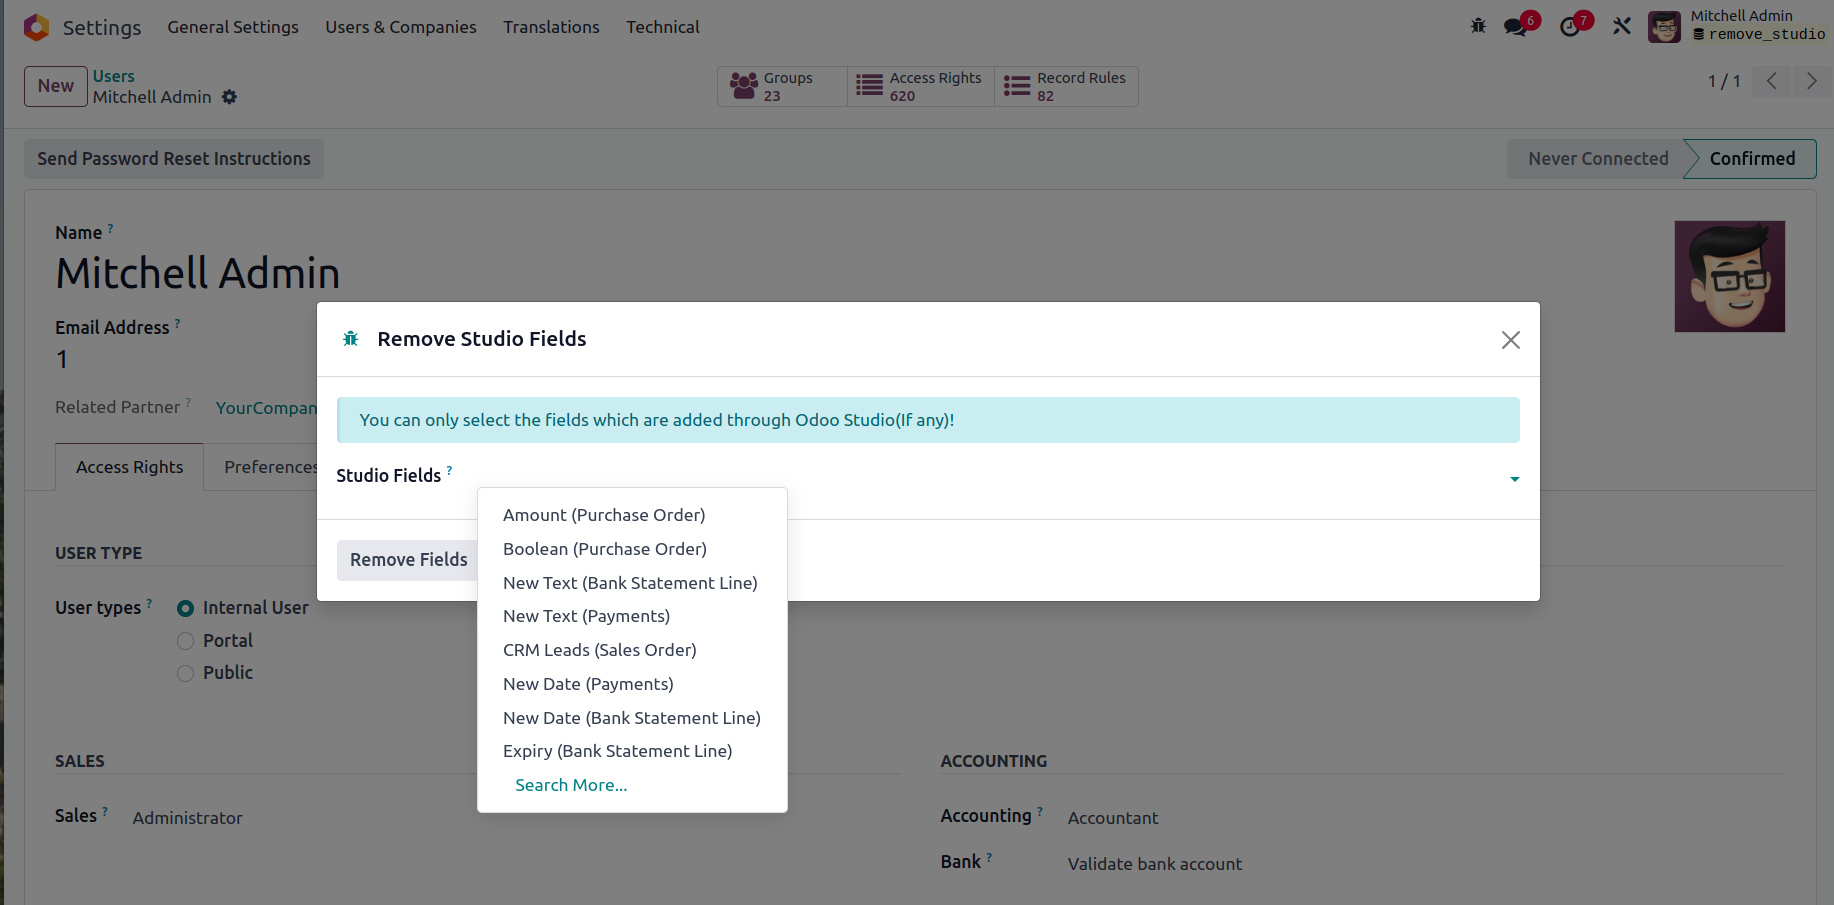 Settings General Settings Users & Companies Translations Technical 6 7 Mitchell Admin
remove_studio
New Users
Mitchell Admin
Groups
23
Access Rights
620
Record Rules
82
1 / 1
Send Password Reset Instructions Never Connected Confirmed
Name ?
Mitchell Admin
Email Address ?
1
Related Partner ? YourCompan
Access Rights Preferences
Remove Studio Fields
You can only select the fields which are added through Odoo Studio(If any)!
Studio Fields ?
Amount (Purchase Order)
Boolean (Purchase Order)
New Text (Bank Statement Line)
New Text (Payments)
CRM Leads (Sales Order)
New Date (Payments)
New Date (Bank Statement Line)
Expiry (Bank Statement Line)
Search More...
Remove Fields
USER TYPE
User types ? Internal User
Portal
Public
SALES
Sales ? Administrator
ACCOUNTING
Accounting ? Accountant
Bank ? Validate bank account